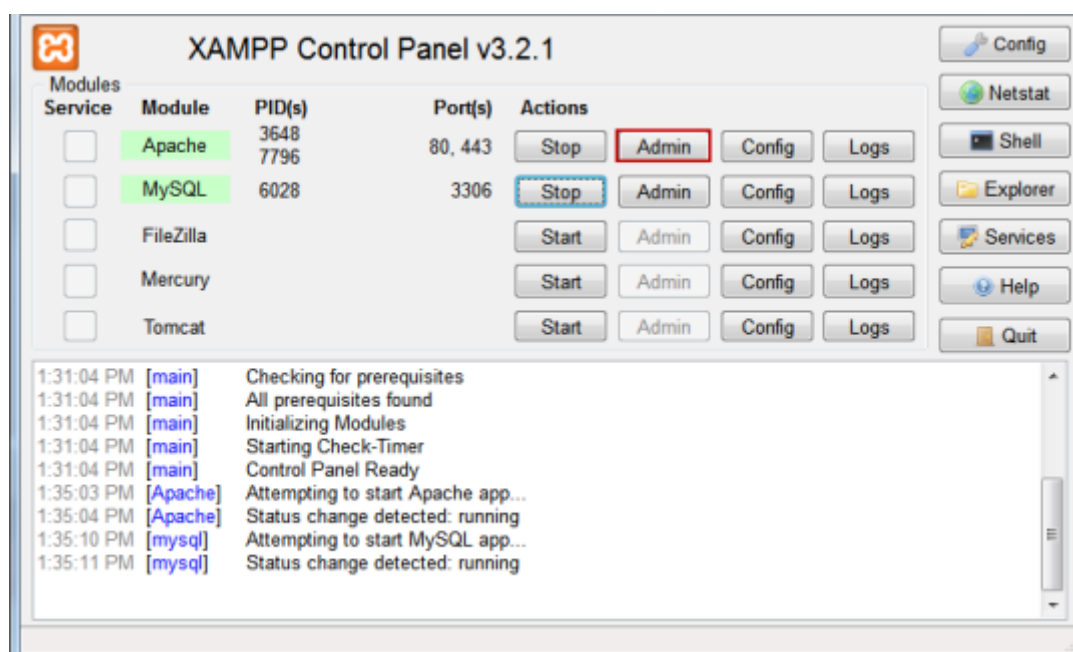 XAMPP Control Panel v3.2.1
Config
Modules
Netstat
Service Module PID(s) Port(s) Actions
Apache 3648 7796 80, 443 Stop Admin Config Logs
Shell
MySQL 6028 3306 Stop Admin Config Logs
Explorer
FileZilla Start Admin Config Logs
Services
Mercury Start Admin Config Logs
Help
Tomcat Start Admin Config Logs
Quit
1:31:04 PM [main] Checking for prerequisites
1:31:04 PM [main] All prerequisites found
1:31:04 PM [main] Initializing Modules
1:31:04 PM [main] Starting Check-Timer
1:31:04 PM [main] Control Panel Ready
1:35:03 PM [Apache] Attempting to start Apache app...
1:35:04 PM [Apache] Status change detected: running
1:35:10 PM [mysql] Attempting to start MySQL app...
1:35:11 PM [mysql] Status change detected: running